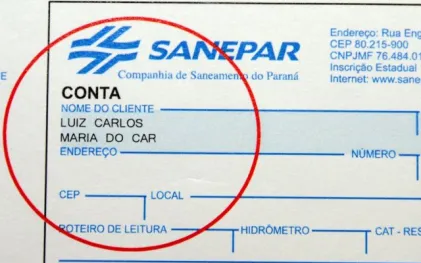 SANEPAR
Companhia de Saneamento do Paraná
Endereço: Rua Eng
CEP 80.215-900
CNPJMF 76.484.01
Inscrição Estadual
Internet: www.sane
E
CONTA
NOME DO CLIENTE
LUIZ CARLOS
MARIA DO CAR
ENDEREÇO NÚMERO
CEP LOCAL
ROTEIRO DE LEITURA HIDRÔMETRO CAT - RES